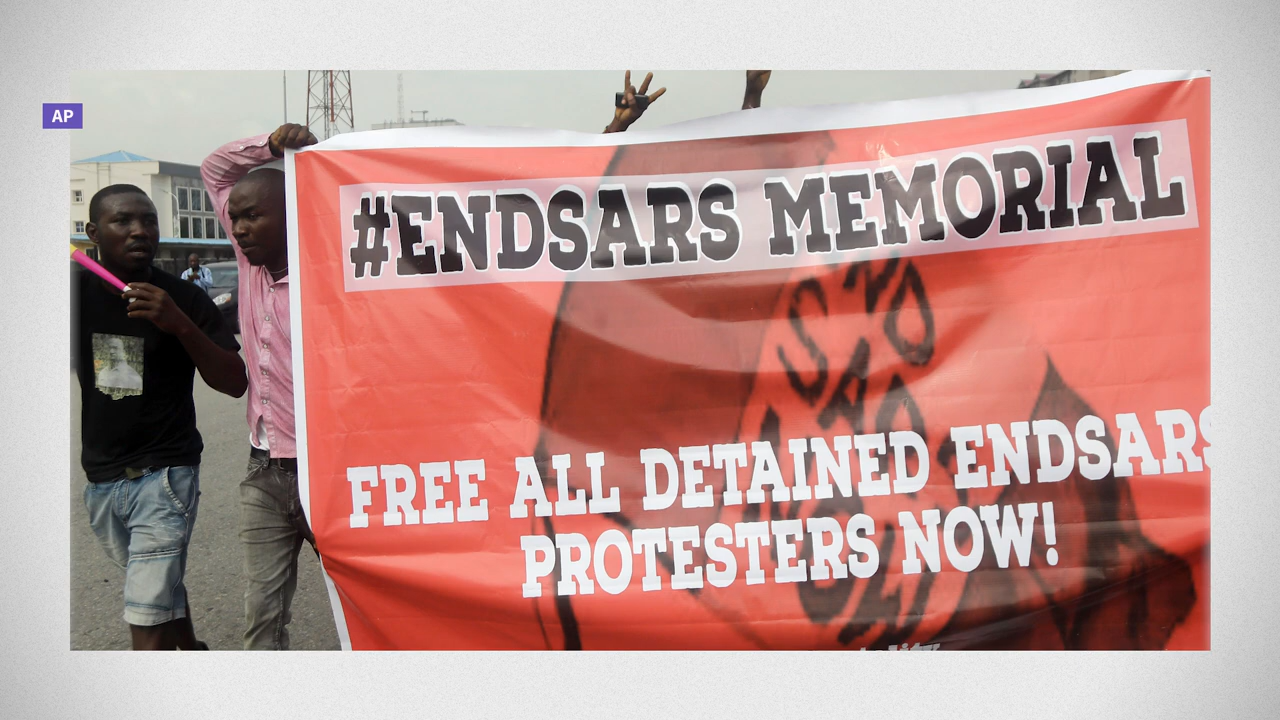 AP
#ENDSARS MEMORIAL
FREE ALL DETAINED ENDSARS
PROTESTERS NOW!